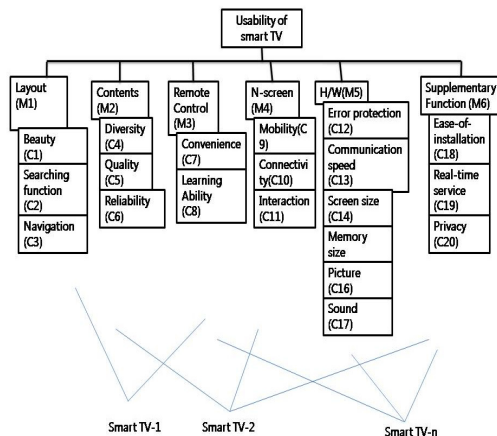 Usability of
smart TV
Layout
(M1)
Beauty
(C1)
Searching
function
(C2)
Navigation
(C3)
Contents
(M2)
Diversity
(C4)
Quality
(C5)
Reliability
(C6)
Remote
Control
(M3)
Convenience
(C7)
Learning
Ability
(C8)
N-screen
(M4)
Mobility(C
9)
Connectivi
ty(C10)
Interaction
(C11)
H/W(M5)
Error protection
(C12)
Communication
speed
(C13)
Screen size
(C14)
Memory
size
Picture
(C16)
Sound
(C17)
Supplementary
Function (M6)
Ease-of-
installation
(C18)
Real-time
service
(C19)
Privacy
(C20)
Smart TV-1
Smart TV-2
Smart TV-n